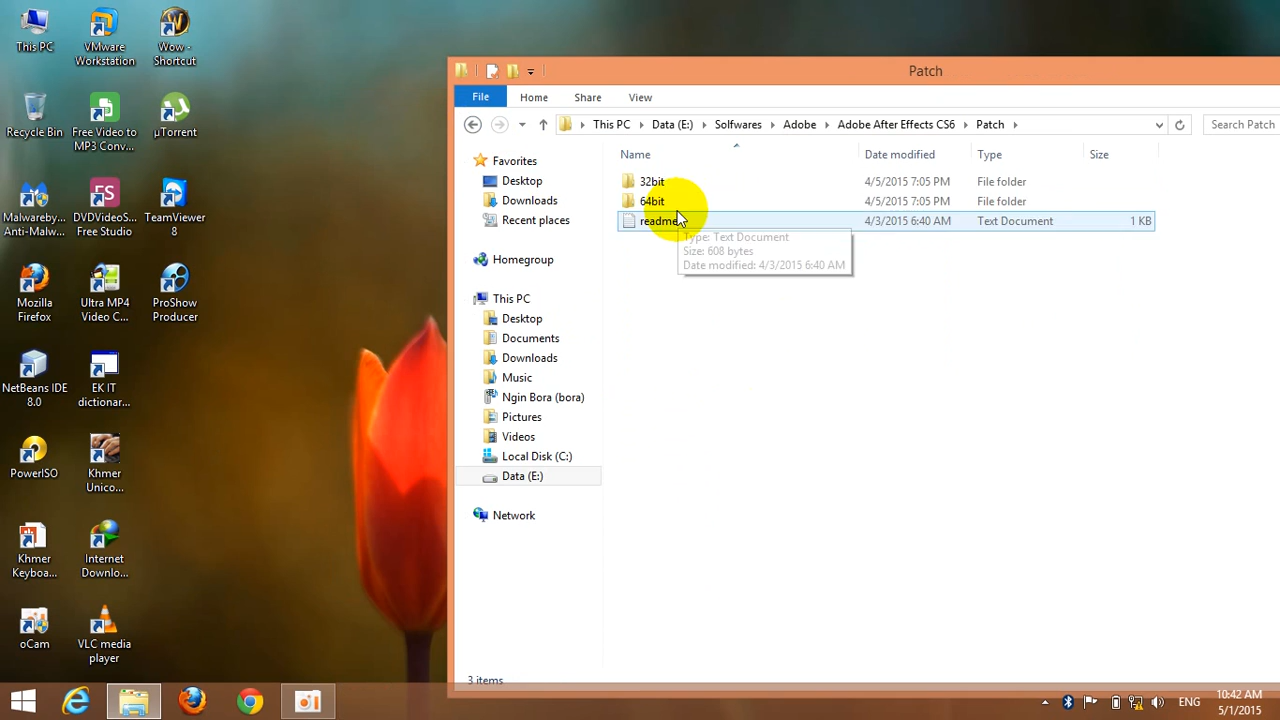 This PC
VMware Workstation
Wow - Shortcut
Recycle Bin
Free Video to MP3 Conv...
µTorrent
Malwareby... Anti-Malw...
DVDVideoS... Free Studio
TeamViewer 8
Mozilla Firefox
Ultra MP4 Video C...
ProShow Producer
NetBeans IDE 8.0
EK IT dictionar...
PowerISO
Khmer Unico...
Khmer Keyboa...
Internet Downlo...
oCam
VLC media player
Patch
File Home Share View
This PC Data (E:) Solfwares Adobe Adobe After Effects CS6 Patch
Search Patch
Name Date modified Type Size
32bit 4/5/2015 7:05 PM File folder
64bit 4/5/2015 7:05 PM File folder
readme 4/3/2015 6:40 AM Text Document 1 KB
Type: Text Document
Size: 608 bytes
Date modified: 4/3/2015 6:40 AM
Favorites
Desktop
Downloads
Recent places
Homegroup
This PC
Desktop
Documents
Downloads
Music
Ngin Bora (bora)
Pictures
Videos
Local Disk (C:)
Data (E:)
Network
3 items
ENG
10:42 AM
5/1/2015